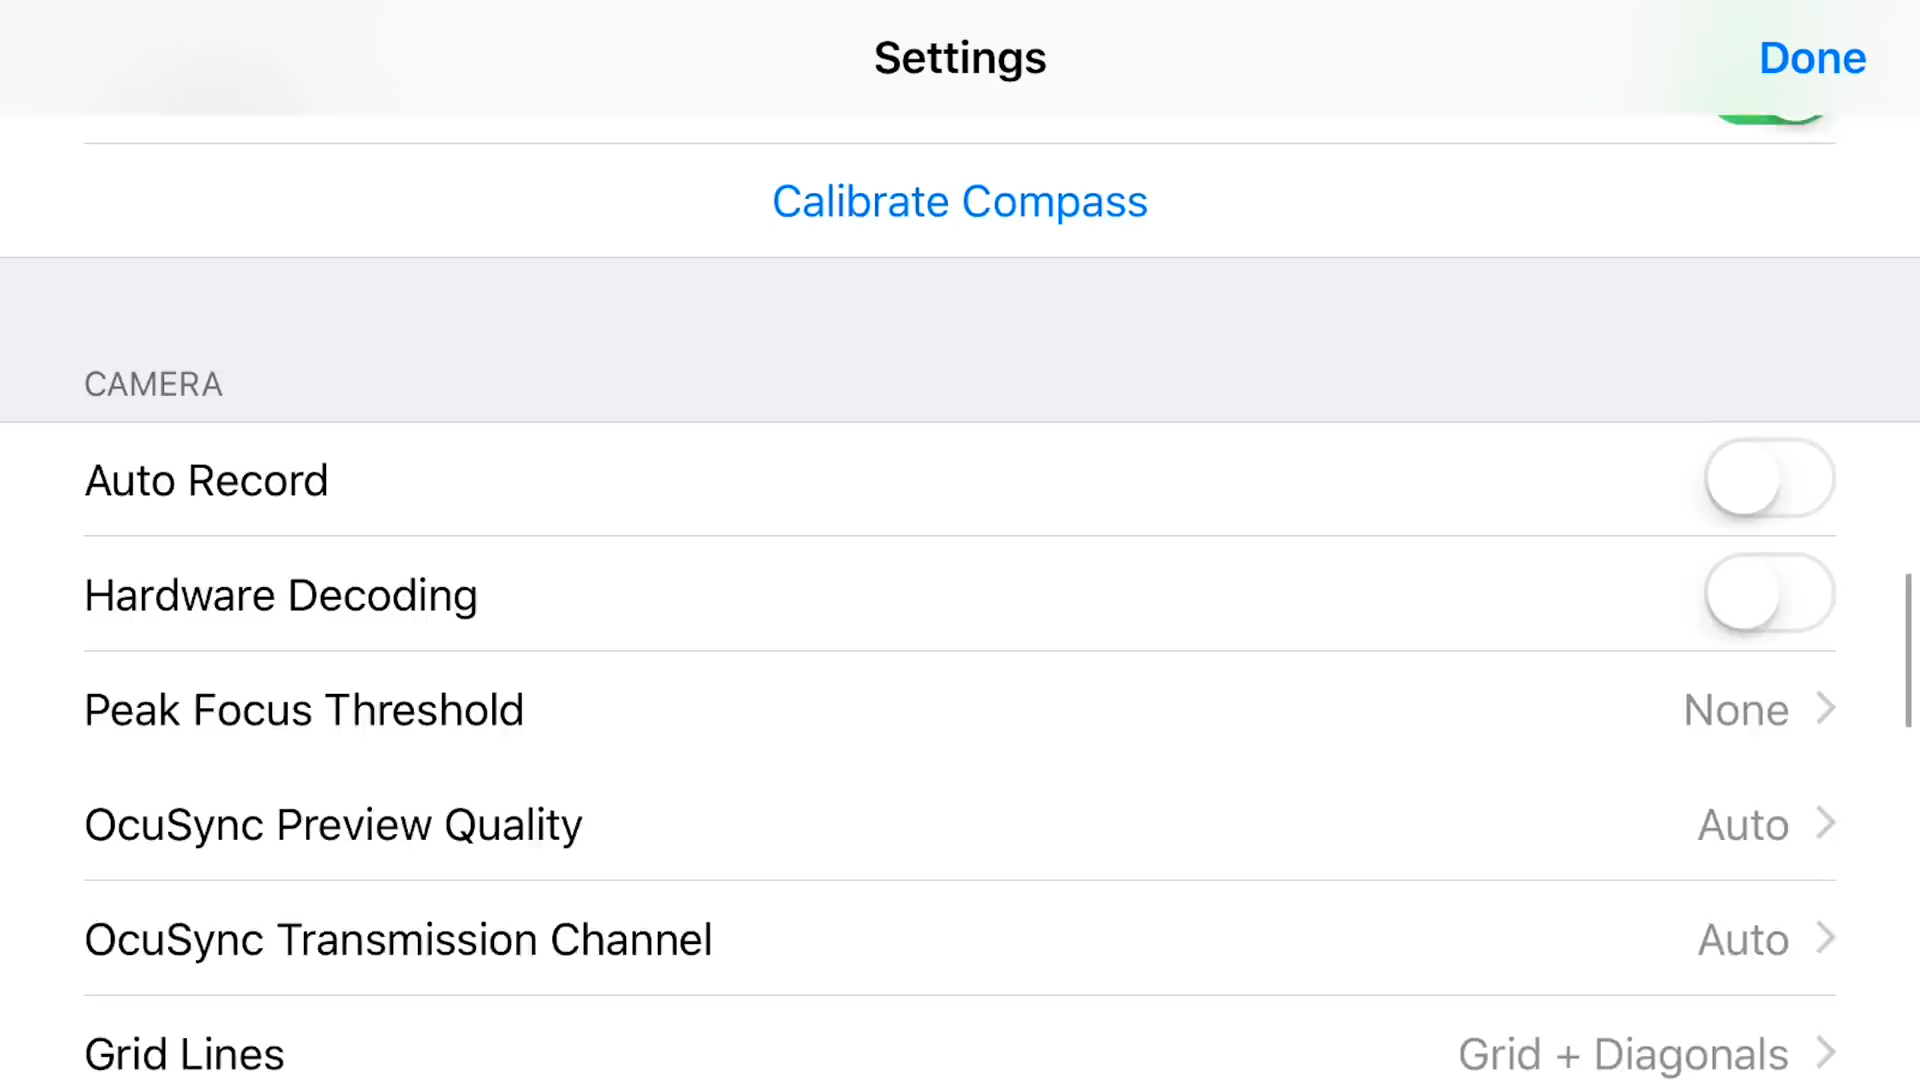 Settings
Done
Calibrate Compass
CAMERA
Auto Record
Hardware Decoding
Peak Focus Threshold
None
OcuSync Preview Quality
Auto
OcuSync Transmission Channel
Auto
Grid Lines
Grid + Diagonals